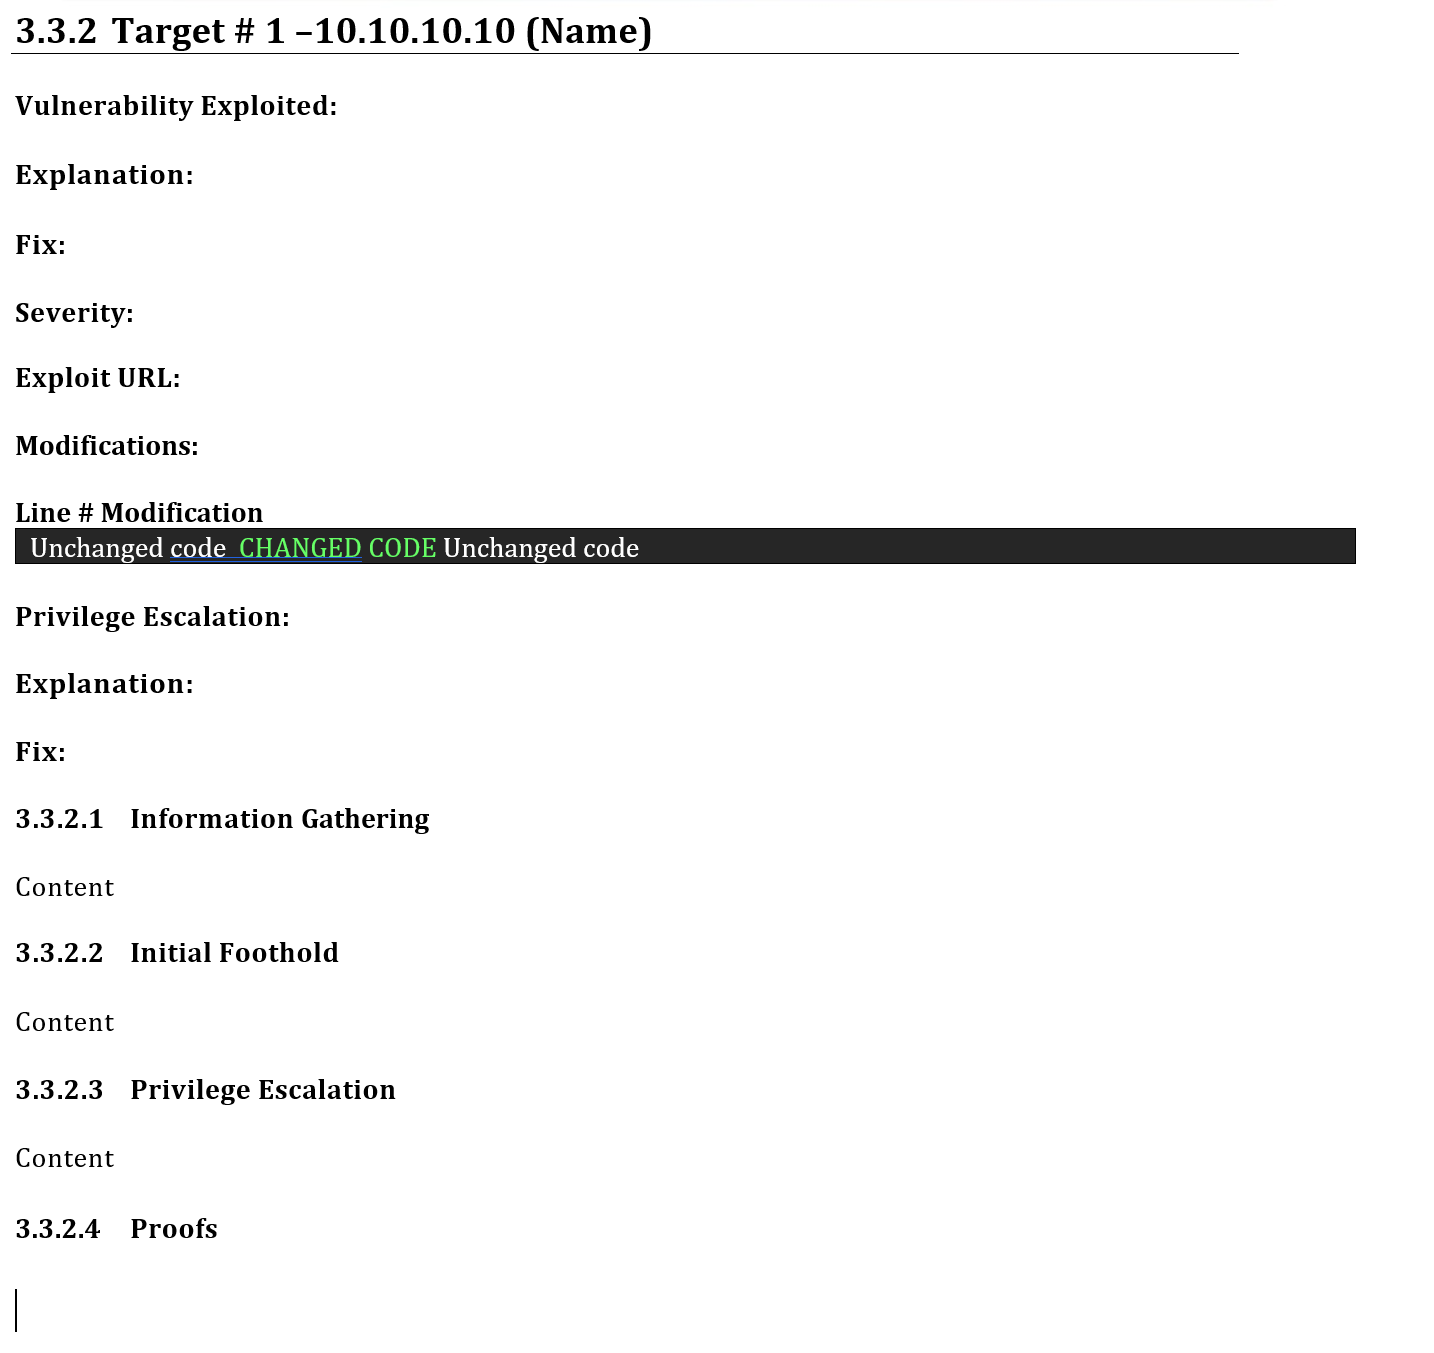 3.3.2 Target # 1 –10.10.10.10 (Name)
Vulnerability Exploited:
Explanation:
Fix:
Severity:
Exploit URL:
Modifications:
Line # Modification
Unchanged code  CHANGED CODE Unchanged code
Privilege Escalation:
Explanation:
Fix:
3.3.2.1 Information Gathering
Content
3.3.2.2 Initial Foothold
Content
3.3.2.3 Privilege Escalation
Content
3.3.2.4 Proofs